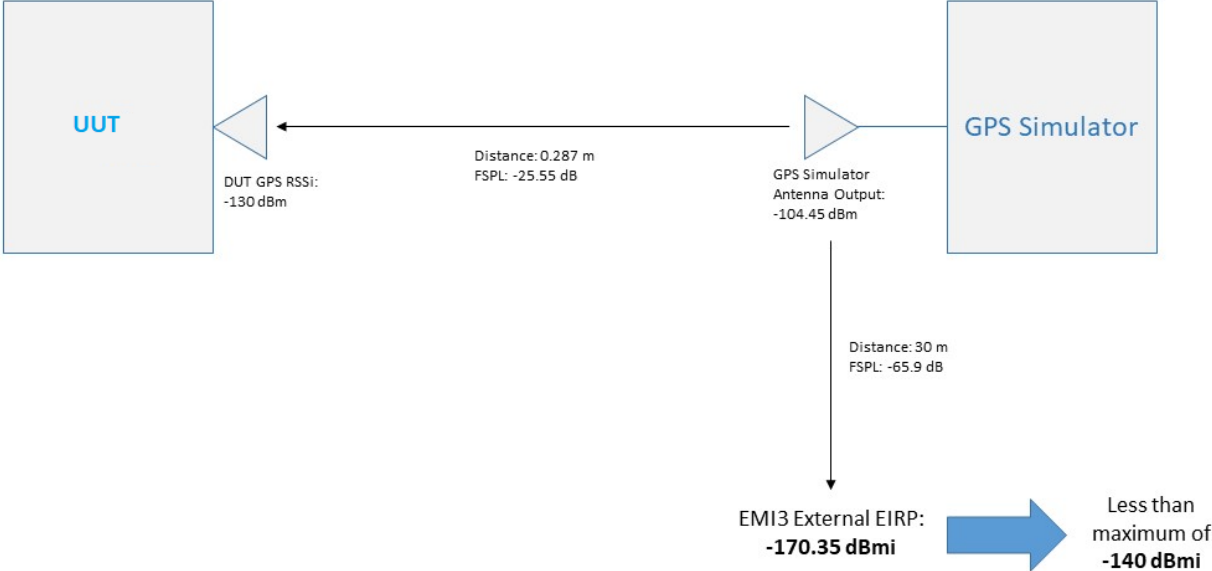 UUT
GPS Simulator
Distance: 0.287 m
FSPL: -25.55 dB
DUT GPS RSSi:
-130 dBm
GPS Simulator
Antenna Output:
-104.45 dBm
Distance: 30 m
FSPL: -65.9 dB
EMI3 External EIRP:
-170.35 dBmi
Less than
maximum of
-140 dBmi